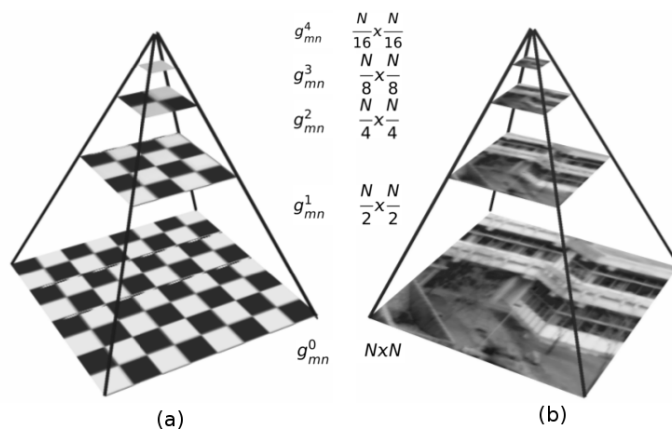 g⁴ₘₙ N/16 x N/16
g³ₘₙ N/8 x N/8
g²ₘₙ N/4 x N/4
g¹ₘₙ N/2 x N/2
g⁰ₘₙ NxN
(a) (b)